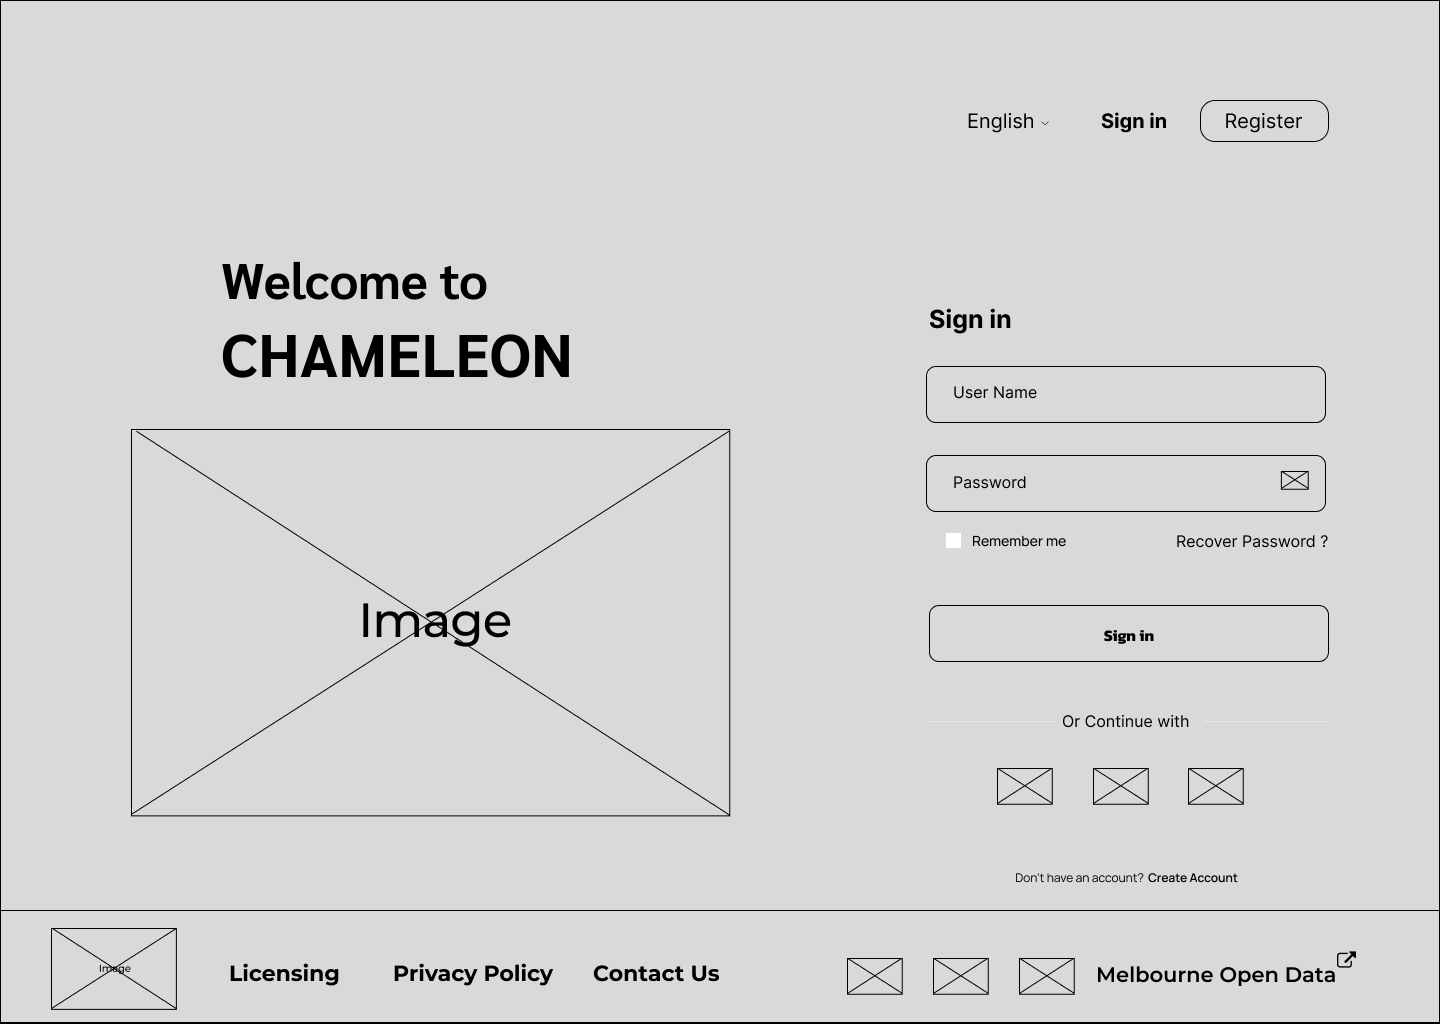 English
Sign in
Register
Welcome to
CHAMELEON
Image
Sign in
User Name
Password
Remember me
Recover Password ?
Sign in
Or Continue with
Don't have an account? Create Account
Image
Licensing
Privacy Policy
Contact Us
Melbourne Open Data